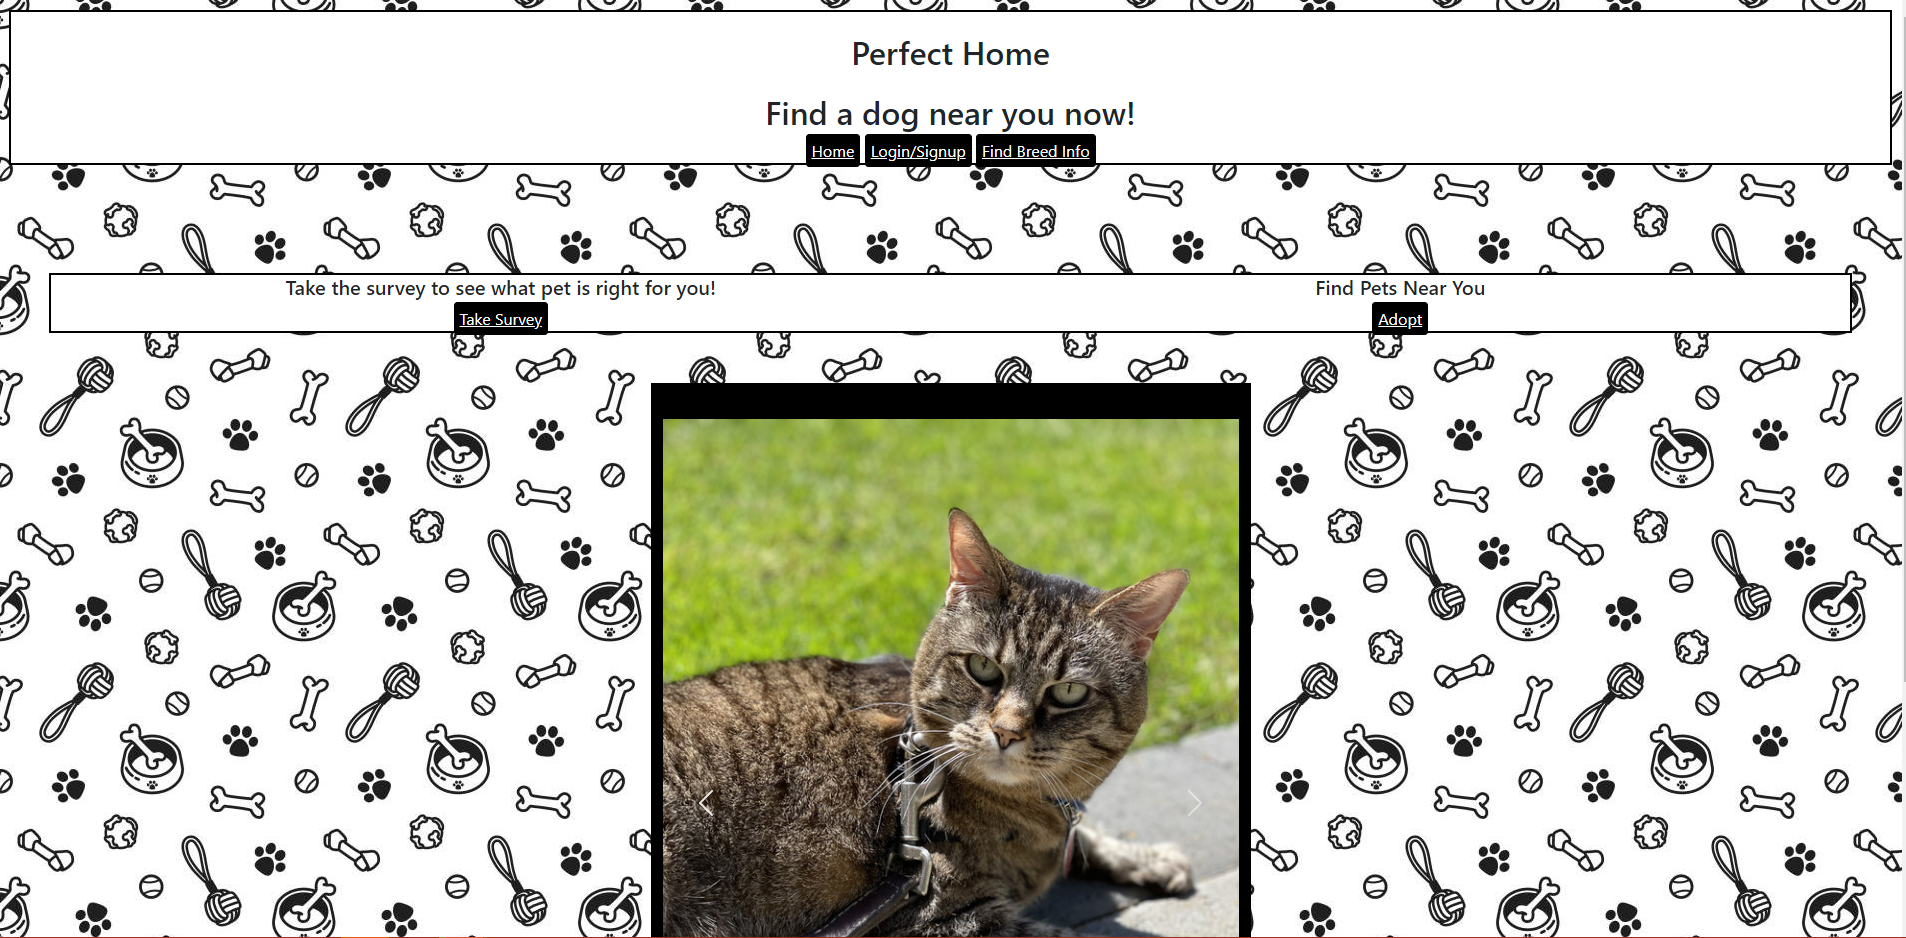 Perfect Home
Find a dog near you now!
Home Login/Signup Find Breed Info
Take the survey to see what pet is right for you!
Take Survey
Find Pets Near You
Adopt